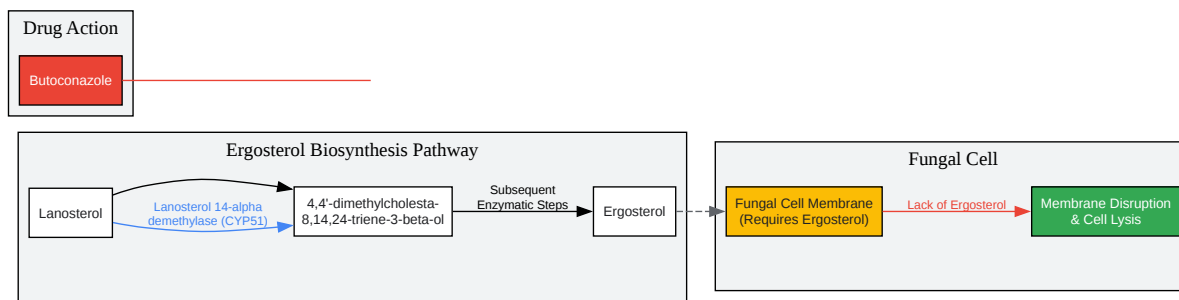 Drug Action
Butoconazole
Ergosterol Biosynthesis Pathway
Lanosterol
Lanosterol 14-alpha
demethylase (CYP51)
4,4'-dimethylcholesta-
8,14,24-triene-3-beta-ol
Subsequent
Enzymatic Steps
Ergosterol
Fungal Cell
Fungal Cell Membrane
(Requires Ergosterol)
Lack of Ergosterol
Membrane Disruption
& Cell Lysis